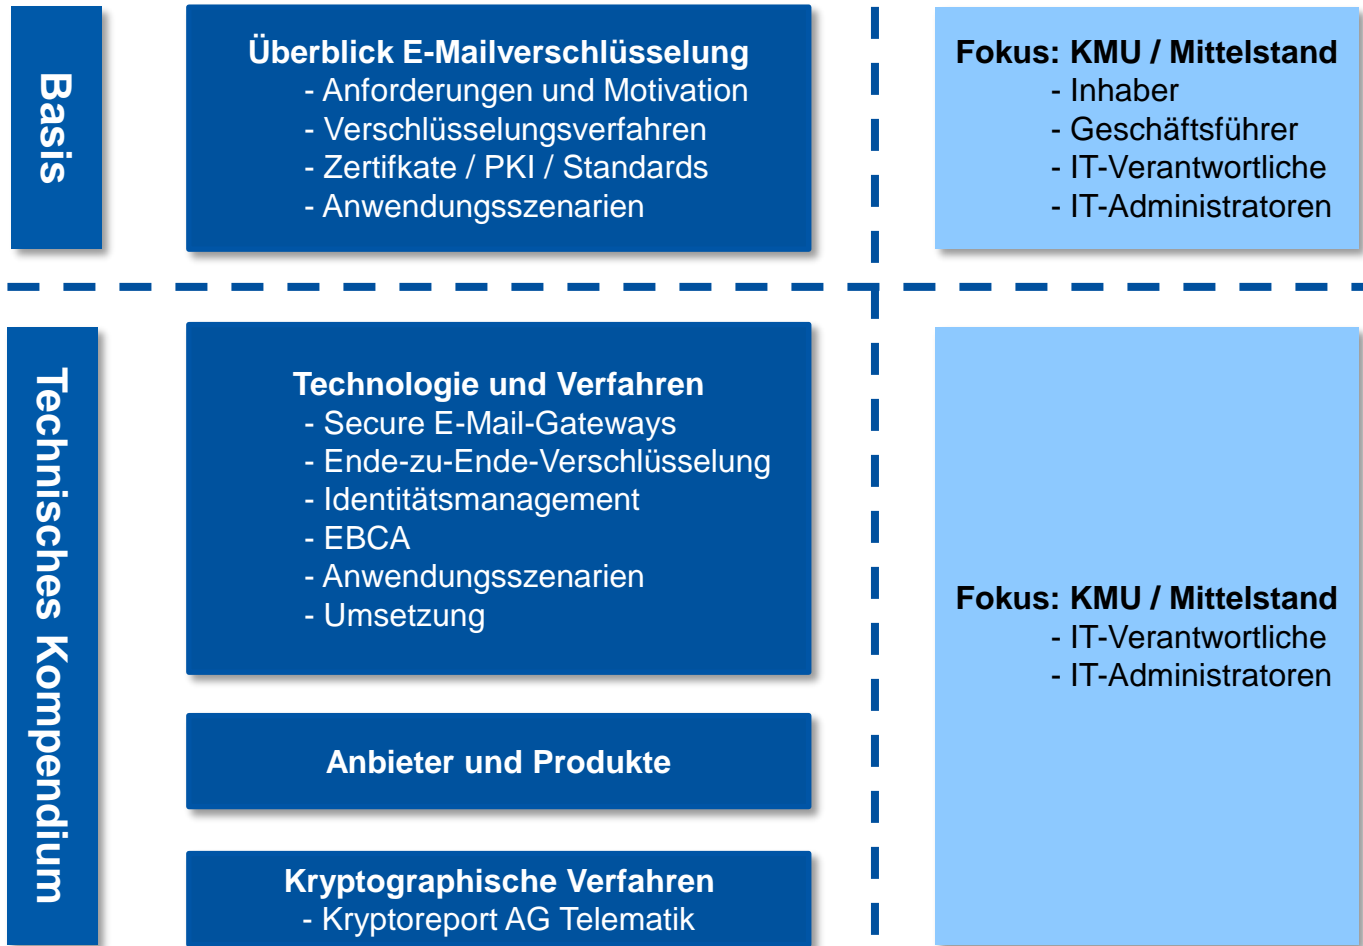 Basis
Überblick E-Mailverschlüsselung
- Anforderungen und Motivation
- Verschlüsselungsverfahren
- Zertifkate / PKI / Standards
- Anwendungsszenarien
Fokus: KMU / Mittelstand
- Inhaber
- Geschäftsführer
- IT-Verantwortliche
- IT-Administratoren
Technisches Kompendium
Technologie und Verfahren
- Secure E-Mail-Gateways
- Ende-zu-Ende-Verschlüsselung
- Identitätsmanagement
- EBCA
- Anwendungsszenarien
- Umsetzung
Anbieter und Produkte
Kryptographische Verfahren
- Kryptoreport AG Telematik
Fokus: KMU / Mittelstand
- IT-Verantwortliche
- IT-Administratoren